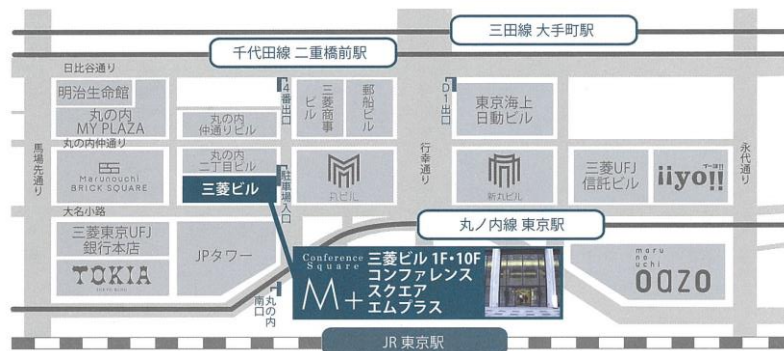 三田線 大手町駅
千代田線 二重橋前駅
日比谷通り
明治生命館
丸の内
MY PLAZA
丸の内
仲通りビル
4番出口
三菱商事
ビル
郵船ビル
D1出口
東京海上
日動ビル
丸の内仲通り
馬場先通り
行幸通り
永代通り
Marunouchi
BRICK SQUARE
丸の内
二丁目ビル
三菱ビル
駐車場入口
丸ビル
新丸ビル
三菱UFJ
信託ビル
イーヨ!!
iiyo!!
大名小路
丸ノ内線 東京駅
三菱東京UFJ
銀行本店
TOKIA
JPタワー
丸の内
南口
Conference
Square
M+
三菱ビル 1F・10F
コンファレンス
スクエア
エムプラス
maru
no
uchi
oazo
JR 東京駅